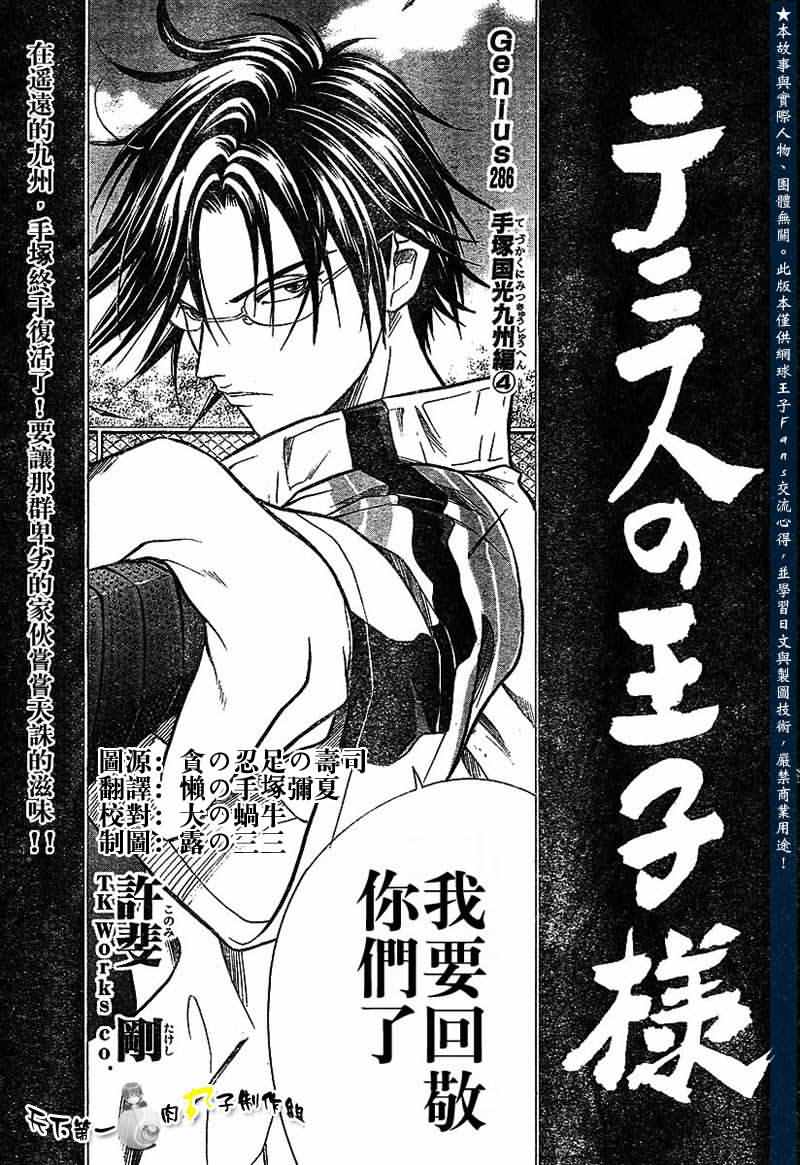 ★本故事與實際人物、團體無關。此版本僅供網球王子Fans交流心得，並學習日文與製圖技術，嚴禁商業用途！
テニスの王子様
Genius 286
手塚国光九州編④
てづかくにみつきゅうしゅうへん
在遥遠的九州，手塚終于復活了！要讓那群卑劣的家伙嘗嘗天誅的滋味！！
圖源：貪の忍足の壽司
翻譯：懶の手塚彌夏
校對：大の蝸牛
制圖：露の三三
我要回敬
你們了
許斐 剛
このみ たけし
TK Works co.
天下第一
肉丸子制作組